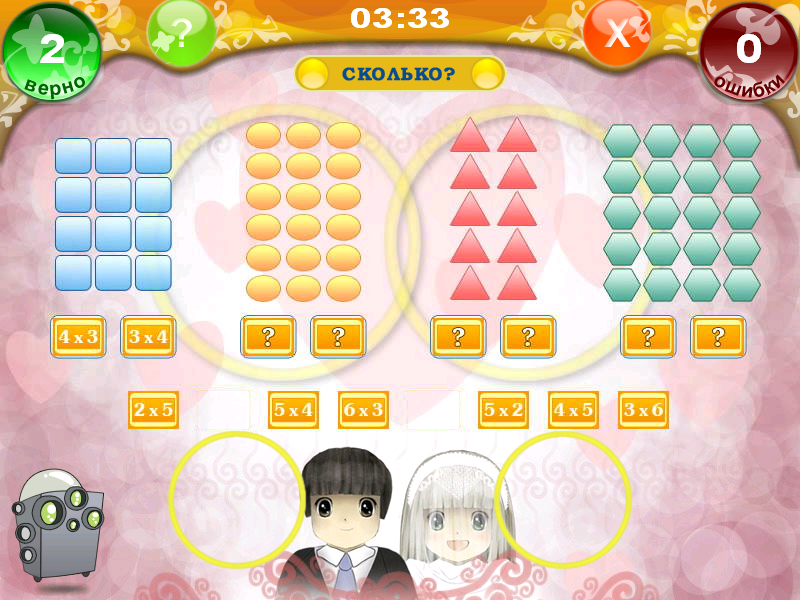 03:33
2
верно
?
X
0
ошибки
СКОЛЬКО?
4 x 3 3 x 4 ? ? ? ? ? ?
2 x 5 5 x 4 6 x 3 5 x 2 4 x 5 3 x 6